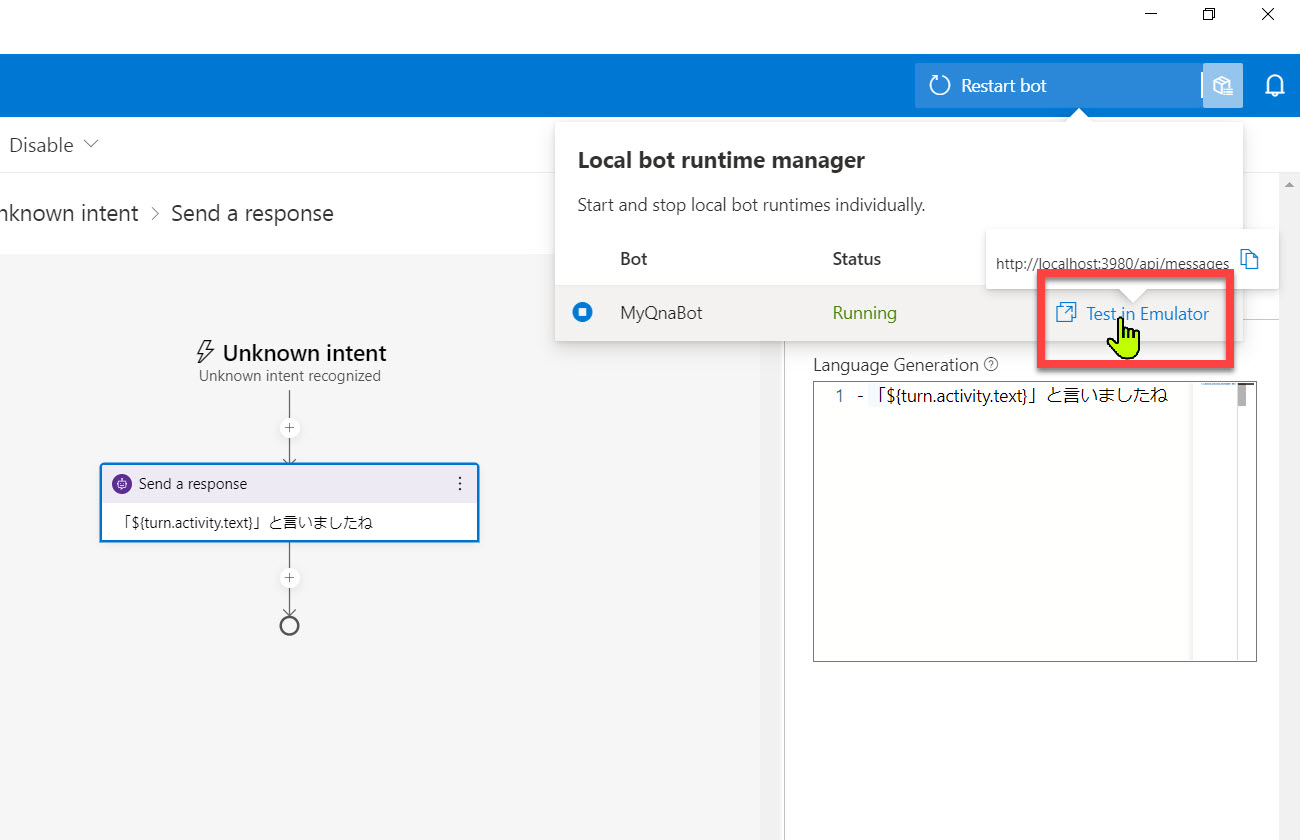 Restart bot
Disable
Local bot runtime manager
nknown intent > Send a response
Start and stop local bot runtimes individually.
Bot Status
http://localhost:3980/api/messages
MyQnaBot Running Test in Emulator
Unknown intent
Unknown intent recognized
Language Generation
1 - 「${turn.activity.text}」と言いましたね
Send a response
「${turn.activity.text}」と言いましたね